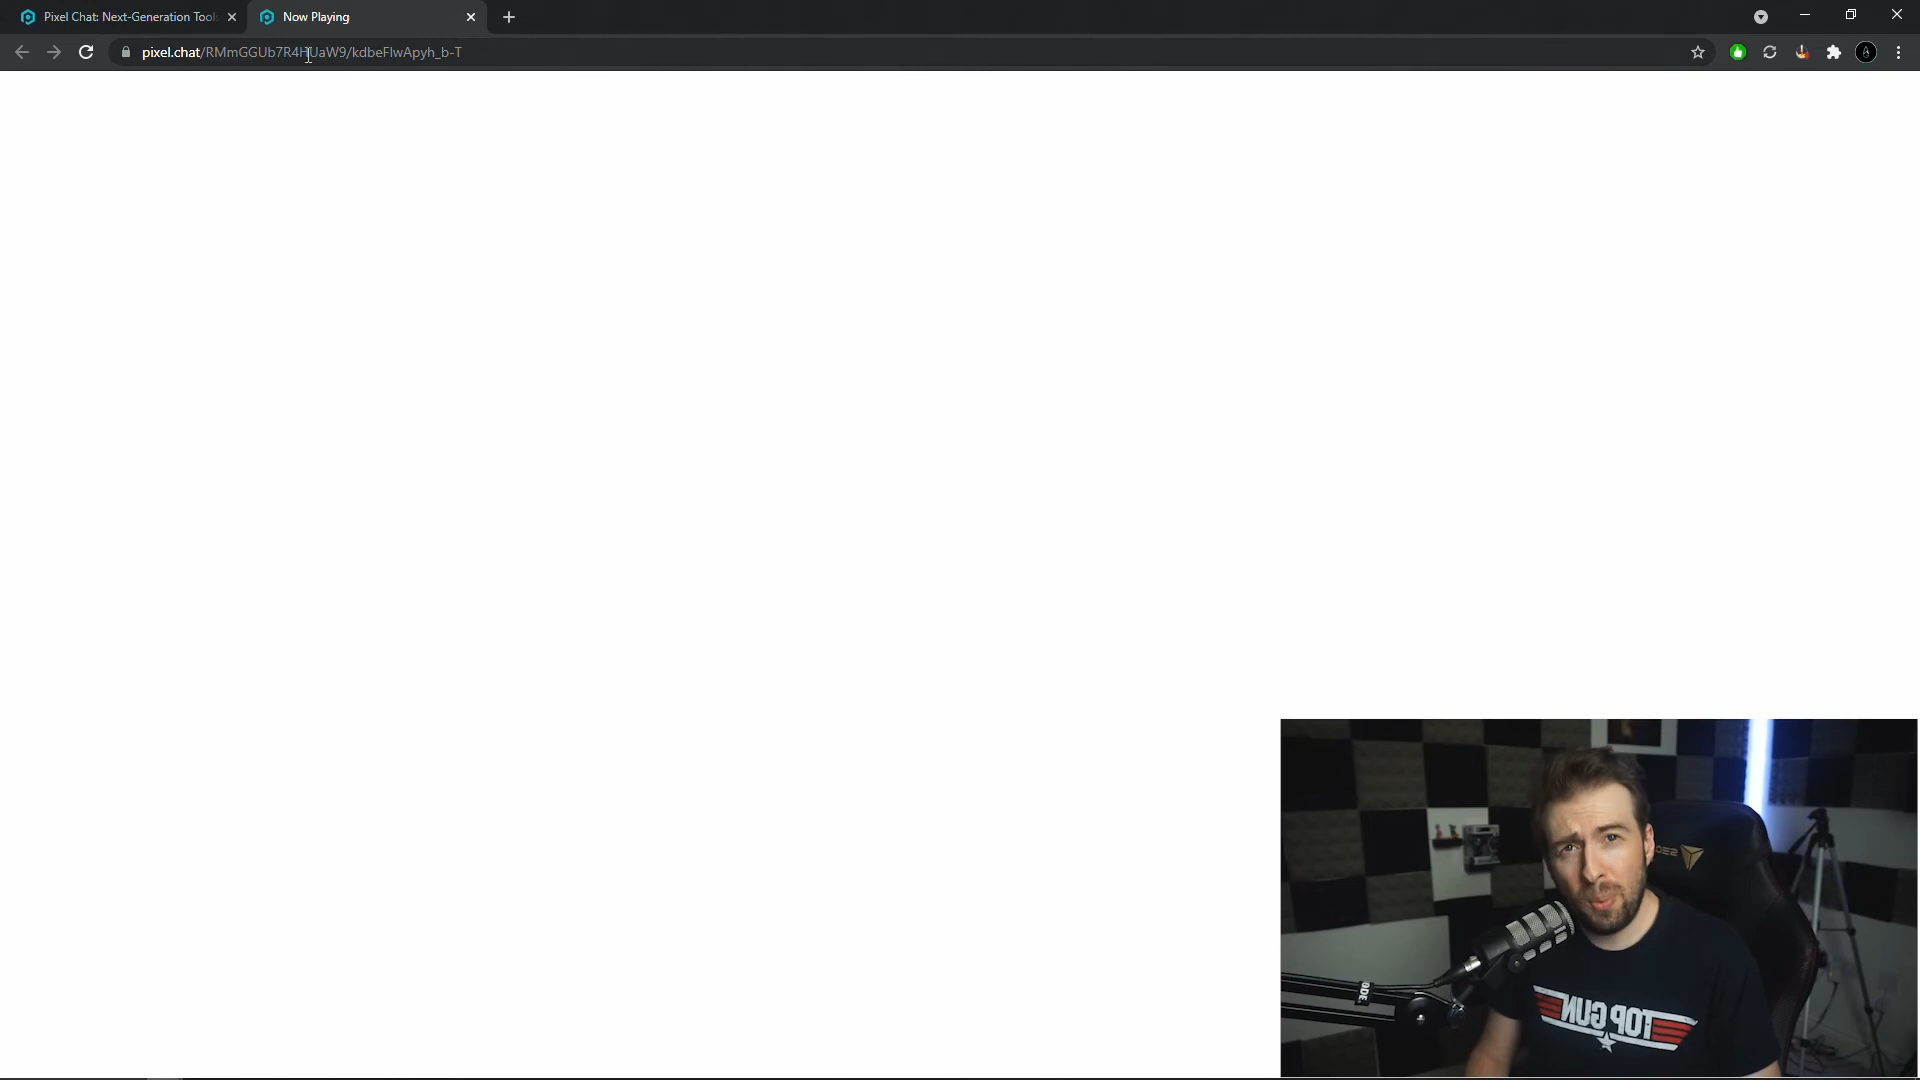 Pixel Chat: Next-Generation Tool
Now Playing
pixel.chat/RMmGGUb7R4HUaW9/kdbeFlwApyh_b-T
TOP GUN